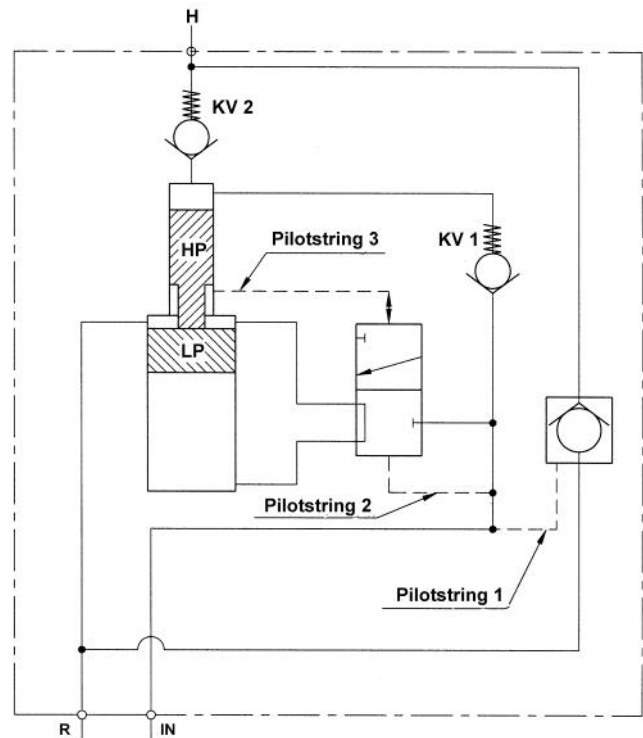 H
KV 2
HP
Pilotstring 3
KV 1
LP
Pilotstring 2
Pilotstring 1
R
IN